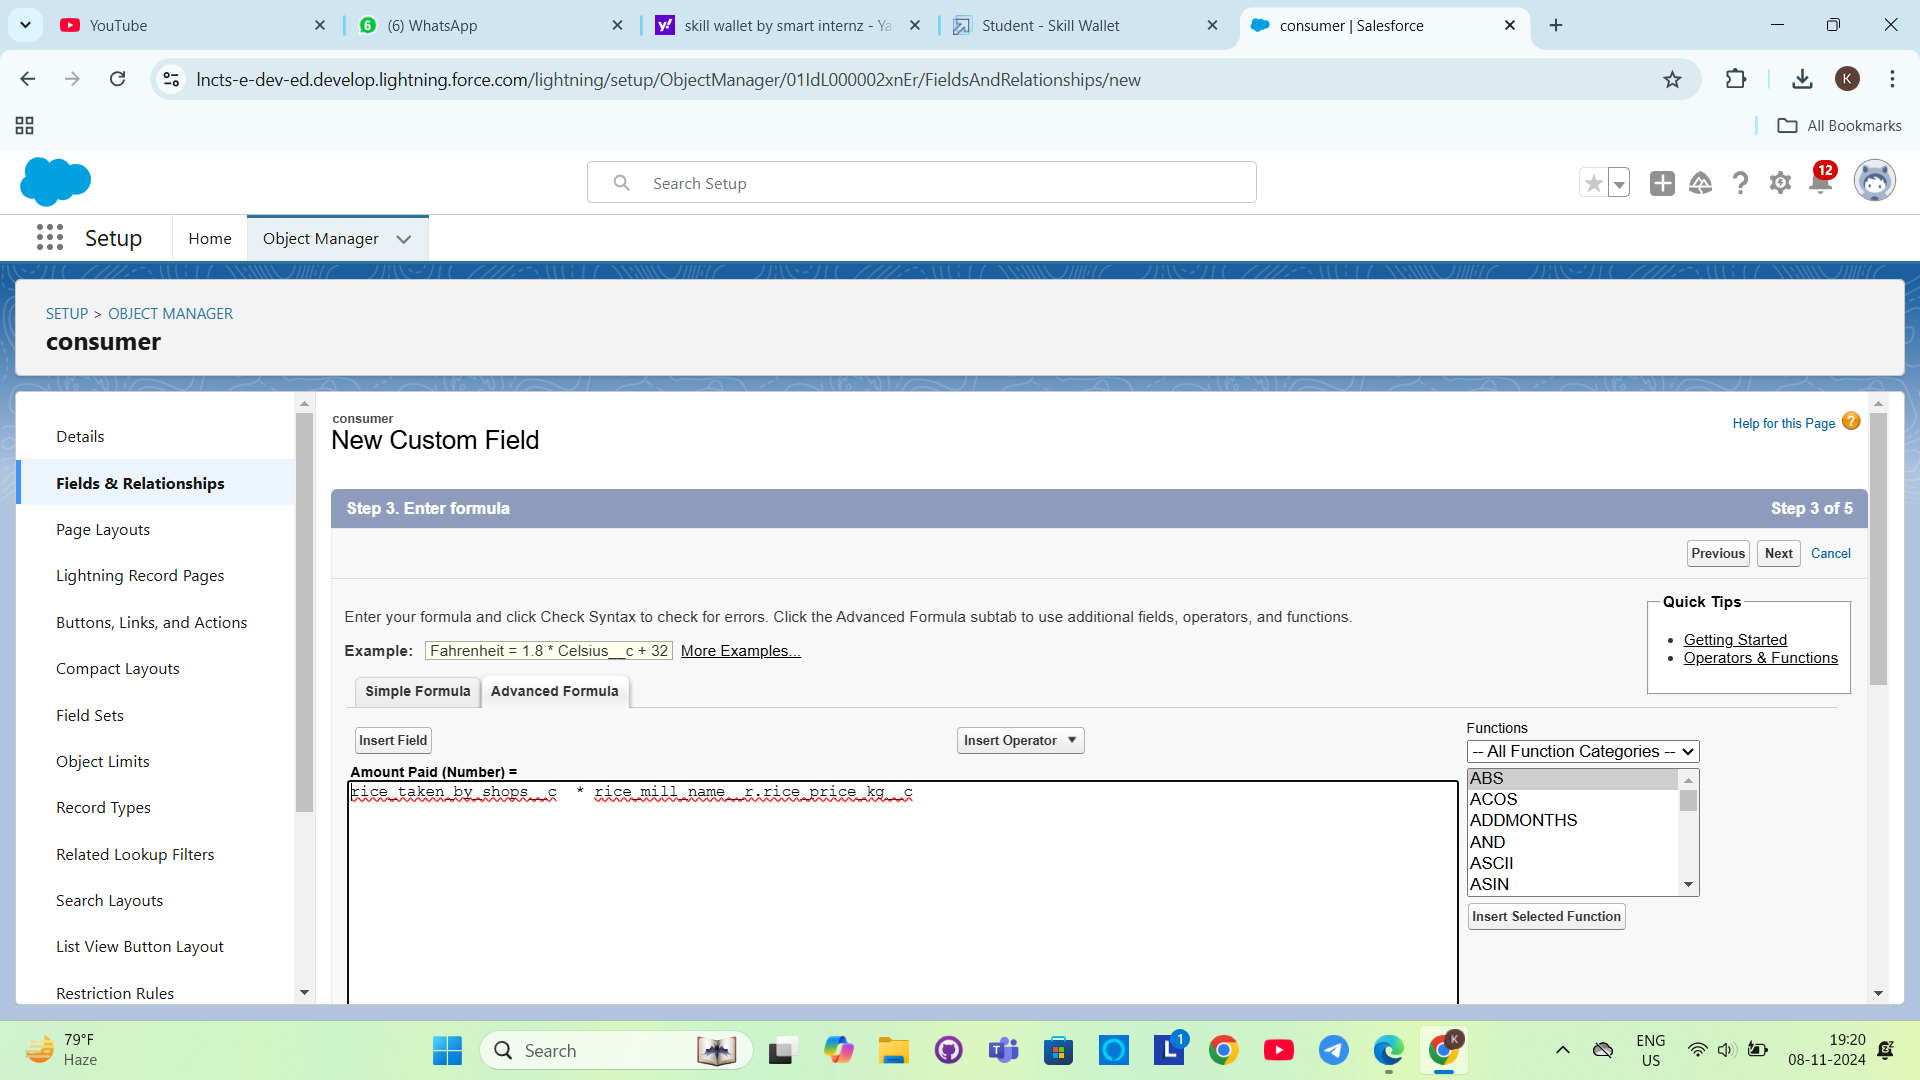 YouTube
(6) WhatsApp
skill wallet by smart internz - Ya
Student - Skill Wallet
consumer | Salesforce
lncts-e-dev-ed.develop.lightning.force.com/lightning/setup/ObjectManager/01IdL000002xnEr/FieldsAndRelationships/new
K
All Bookmarks
Search Setup
12
Setup
Home
Object Manager
SETUP > OBJECT MANAGER
consumer
Details
Fields & Relationships
Page Layouts
Lightning Record Pages
Buttons, Links, and Actions
Compact Layouts
Field Sets
Object Limits
Record Types
Related Lookup Filters
Search Layouts
List View Button Layout
Restriction Rules
consumer
New Custom Field
Help for this Page
Step 3. Enter formula
Step 3 of 5
Previous
Next
Cancel
Enter your formula and click Check Syntax to check for errors. Click the Advanced Formula subtab to use additional fields, operators, and functions.
Example: Fahrenheit = 1.8 * Celsius__c + 32 More Examples...
Quick Tips
Getting Started
Operators & Functions
Simple Formula
Advanced Formula
Insert Field
Insert Operator
Amount Paid (Number) =
rice_taken_by_shops__c * rice_mill_name__r.rice_price_kg__c
Functions
-- All Function Categories --
ABS
ACOS
ADDMONTHS
AND
ASCII
ASIN
Insert Selected Function
79°F
Haze
Search
1
K
ENG
US
19:20
08-11-2024